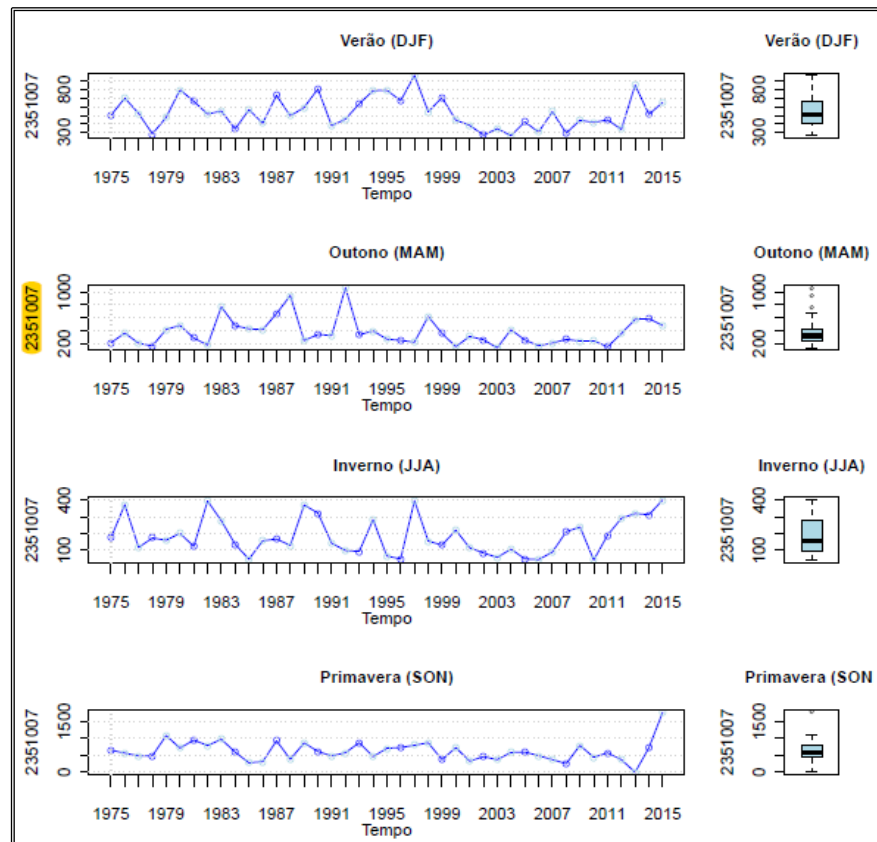 Verão (DJF)
Verão (DJF)
2351007
300 800
1975 1979 1983 1987 1991 1995 1999 2003 2007 2011 2015
Tempo
2351007
300 800
Outono (MAM)
Outono (MAM)
2351007
200 1000
1975 1979 1983 1987 1991 1995 1999 2003 2007 2011 2015
Tempo
2351007
200 1000
Inverno (JJA)
Inverno (JJA)
2351007
100 400
1975 1979 1983 1987 1991 1995 1999 2003 2007 2011 2015
Tempo
2351007
100 400
Primavera (SON)
Primavera (SON
2351007
0 1500
1975 1979 1983 1987 1991 1995 1999 2003 2007 2011 2015
Tempo
2351007
0 1500